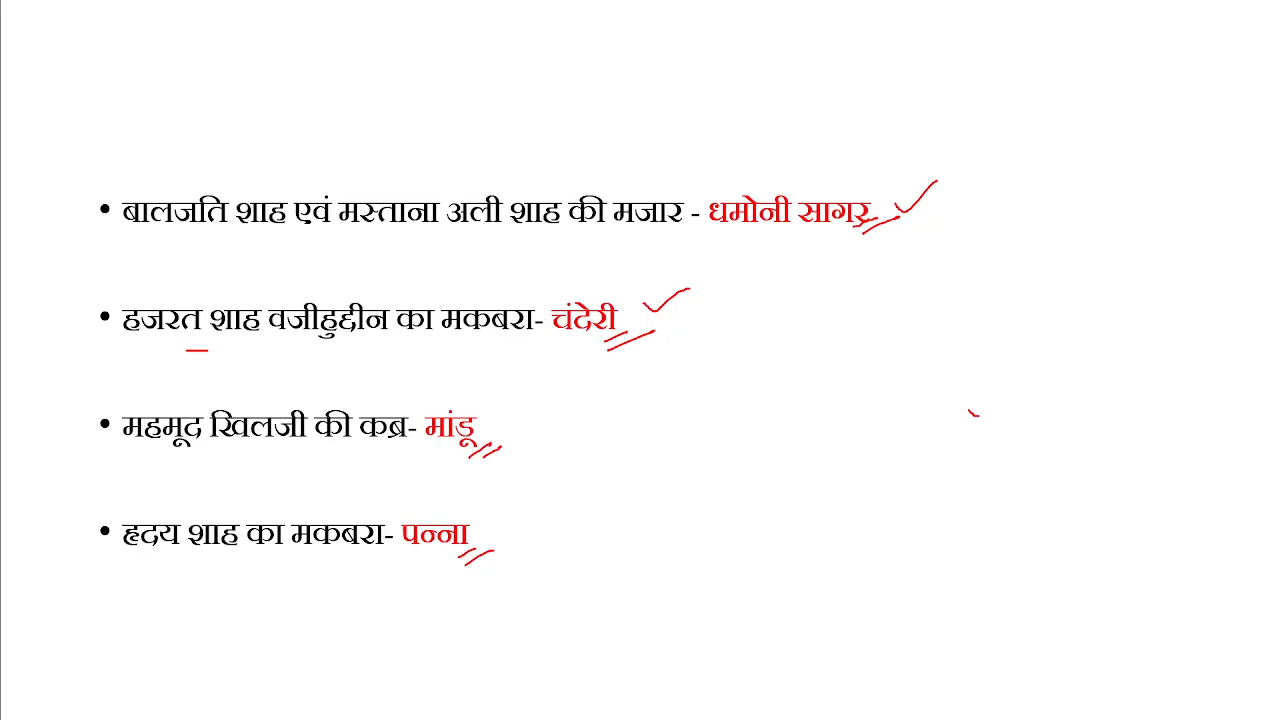 • बालजति शाह एवं मस्ताना अली शाह की मजार - धमोनी सागर
• हजरत शाह वजीहुद्दीन का मकबरा- चंदेरी
• महमूद खिलजी की कब्र- मांडू
• हृदय शाह का मकबरा- पन्ना